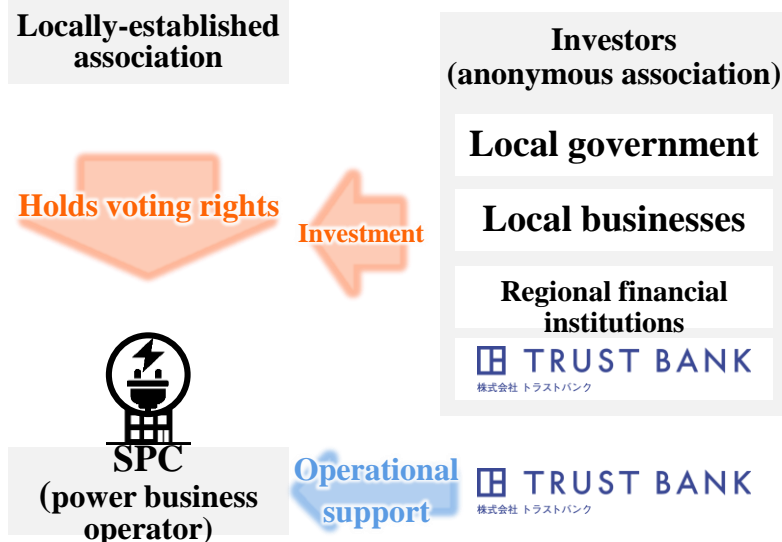 Locally-established
association
Investors
(anonymous association)
Local government
Holds voting rights
Investment
Local businesses
Regional financial
institutions
TRUST BANK
株式会社 トラストバンク
SPC
(power business
operator)
Operational
support
TRUST BANK
株式会社 トラストバンク